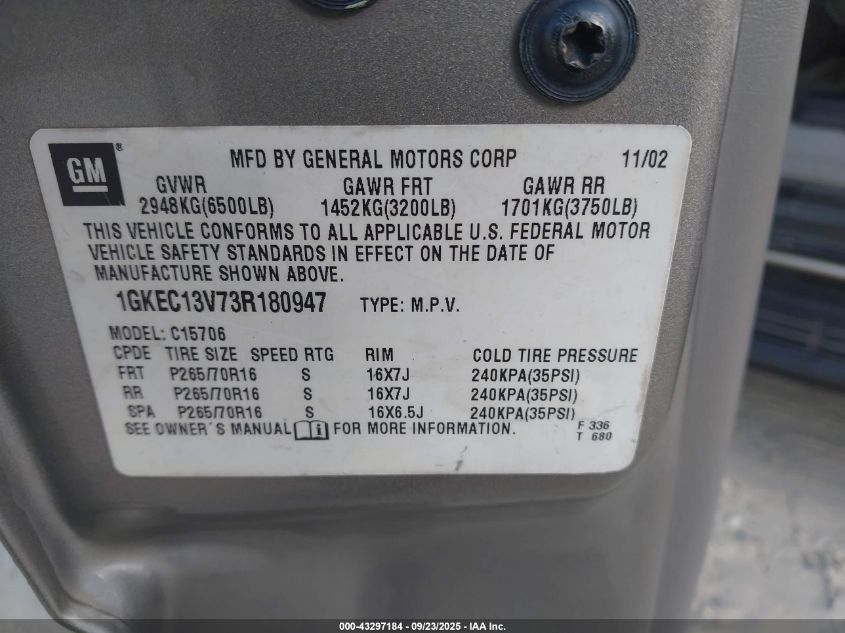 GM ® MFD BY GENERAL MOTORS CORP 11/02
GVWR GAWR FRT GAWR RR
2948KG(6500LB) 1452KG(3200LB) 1701KG(3750LB)
THIS VEHICLE CONFORMS TO ALL APPLICABLE U.S. FEDERAL MOTOR
VEHICLE SAFETY STANDARDS IN EFFECT ON THE DATE OF
MANUFACTURE SHOWN ABOVE.
1GKEC13V73R180947 TYPE: M.P.V.
MODEL: C15706
CPDE TIRE SIZE SPEED RTG RIM COLD TIRE PRESSURE
FRT P265/70R16 S 16X7J 240KPA(35PSI)
RR P265/70R16 S 16X7J 240KPA(35PSI)
SPA P265/70R16 S 16X6.5J 240KPA(35PSI)
SEE OWNER'S MANUAL i FOR MORE INFORMATION. F 336
T 680
000-43297184 - 09/23/2025 - IAA Inc.